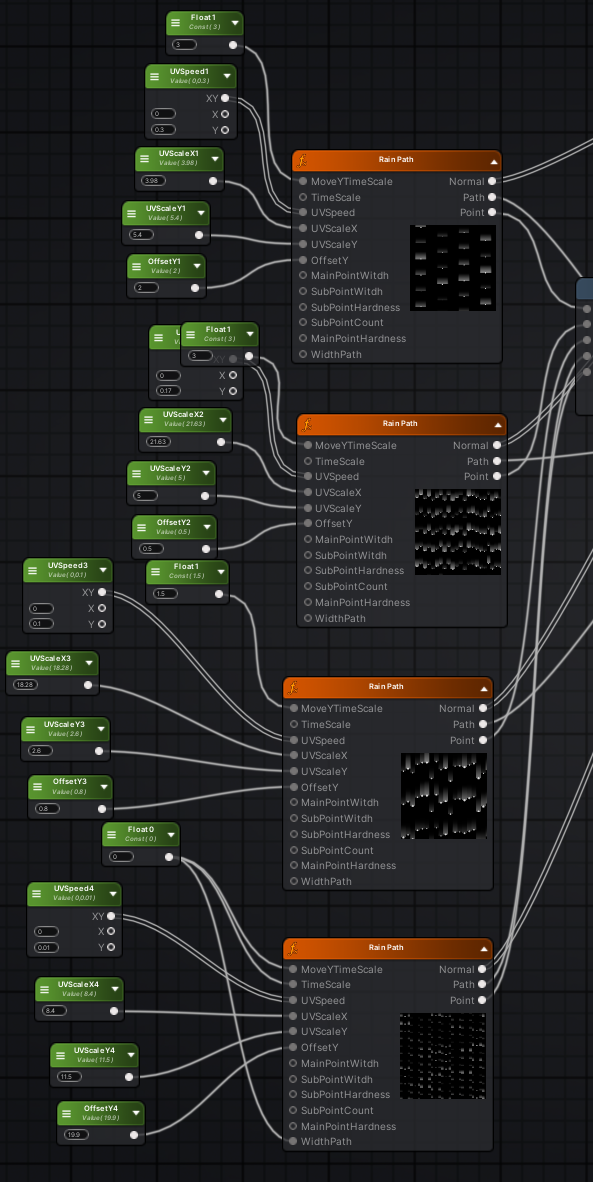 Float1
Const( 3 )
3
UVSpeed1
Value( 0,0.3 )
XY
0
X
0.3
Y
UVScaleX1
Value( 3.98 )
3.98
UVScaleY1
Value( 5.4 )
5.4
OffsetY1
Value( 2 )
2
Rain Path
MoveYTimeScale Normal
TimeScale Path
UVSpeed Point
UVScaleX
UVScaleY
OffsetY
MainPointWitdh
SubPointWitdh
SubPointHardness
SubPointCount
MainPointHardness
WidthPath
Float1
Const( 3 )
3
XY
0
X
0.17
Y
UVScaleX2
Value( 21.63 )
21.63
UVScaleY2
Value( 5 )
5
OffsetY2
Value( 0.5 )
0.5
Rain Path
MoveYTimeScale Normal
TimeScale Path
UVSpeed Point
UVScaleX
UVScaleY
OffsetY
MainPointWitdh
SubPointWitdh
SubPointHardness
SubPointCount
MainPointHardness
WidthPath
Float1
Const( 1.5 )
1.5
UVSpeed3
Value( 0,0.1 )
XY
0
X
0.1
Y
UVScaleX3
Value( 18.28 )
18.28
UVScaleY3
Value( 2.6 )
2.6
OffsetY3
Value( 0.8 )
0.8
Rain Path
MoveYTimeScale Normal
TimeScale Path
UVSpeed Point
UVScaleX
UVScaleY
OffsetY
MainPointWitdh
SubPointWitdh
SubPointHardness
SubPointCount
MainPointHardness
WidthPath
Float0
Const( 0 )
0
UVSpeed4
Value( 0,0.01 )
XY
0
X
0.01
Y
UVScaleX4
Value( 8.4 )
8.4
UVScaleY4
Value( 11.5 )
11.5
OffsetY4
Value( 19.9 )
19.9
Rain Path
MoveYTimeScale Normal
TimeScale Path
UVSpeed Point
UVScaleX
UVScaleY
OffsetY
MainPointWitdh
SubPointWitdh
SubPointHardness
SubPointCount
MainPointHardness
WidthPath